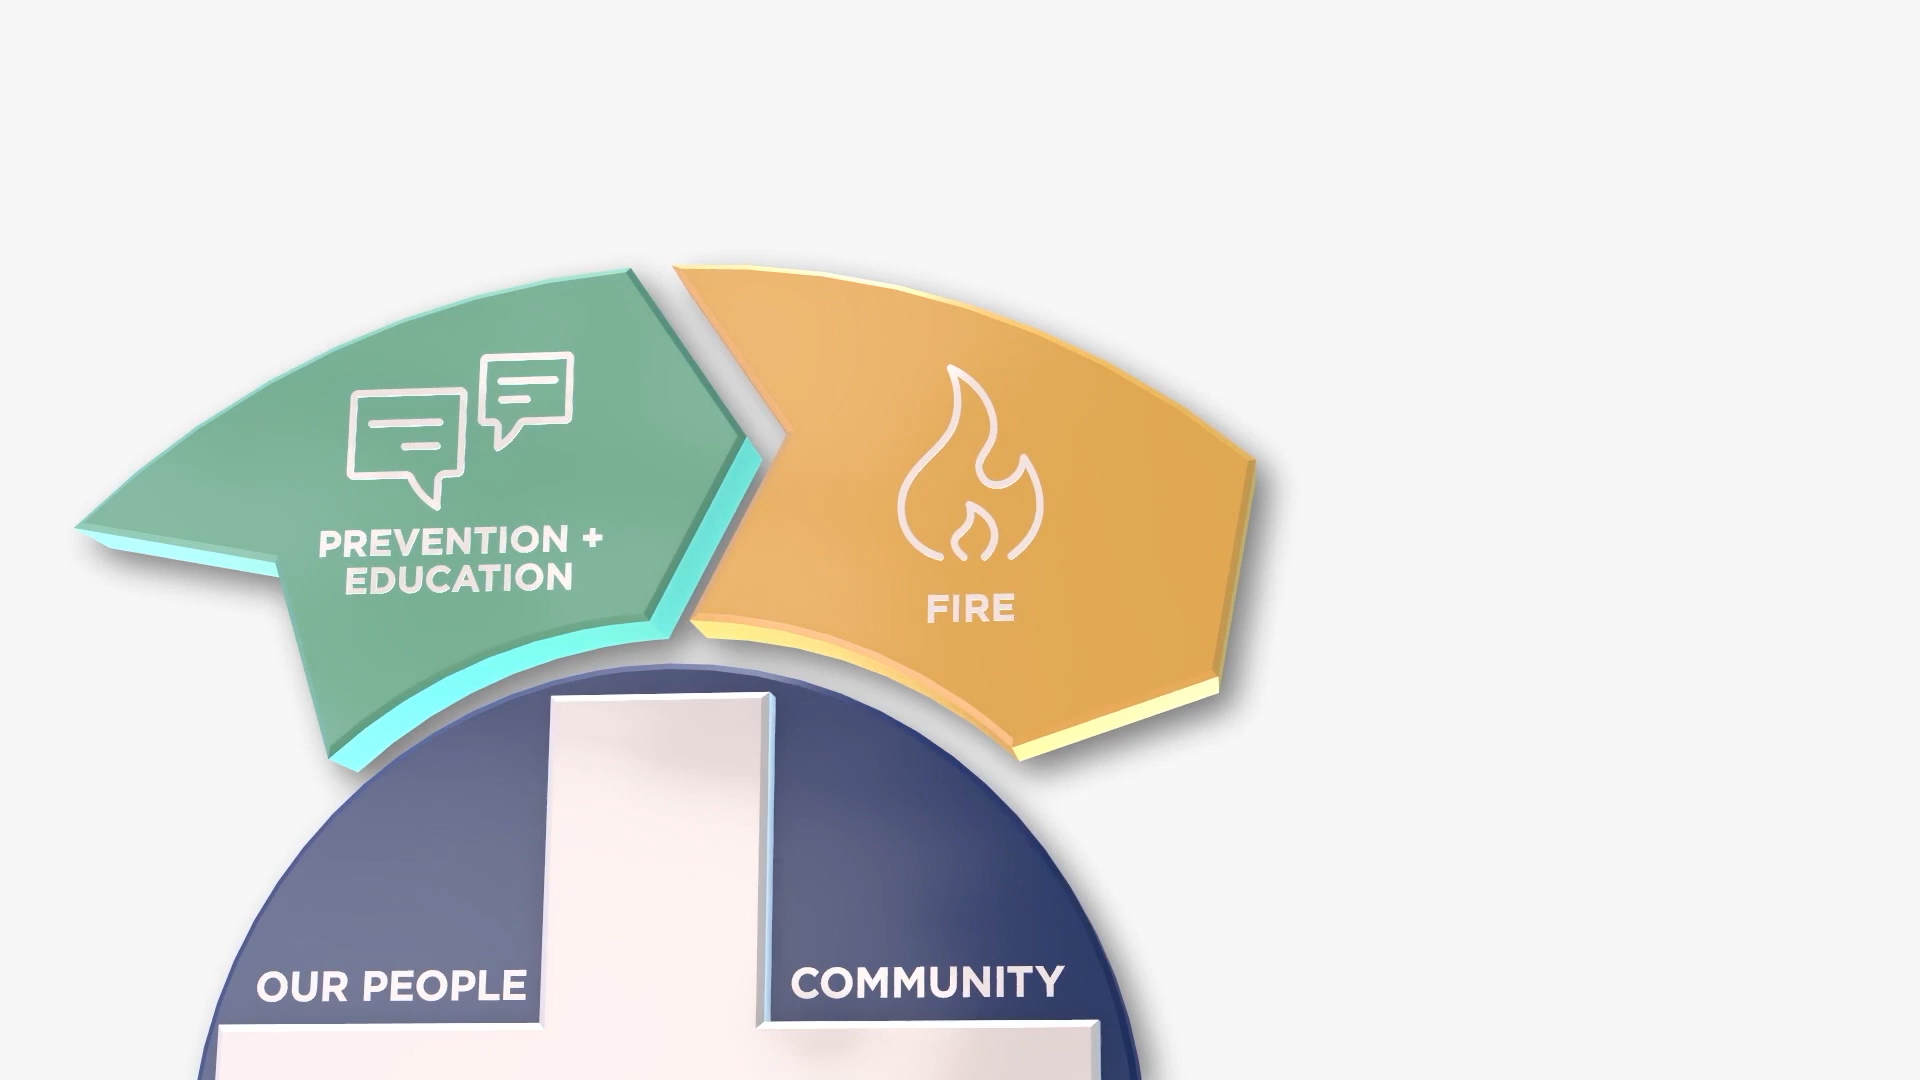 PREVENTION +
EDUCATION
FIRE
OUR PEOPLE
COMMUNITY